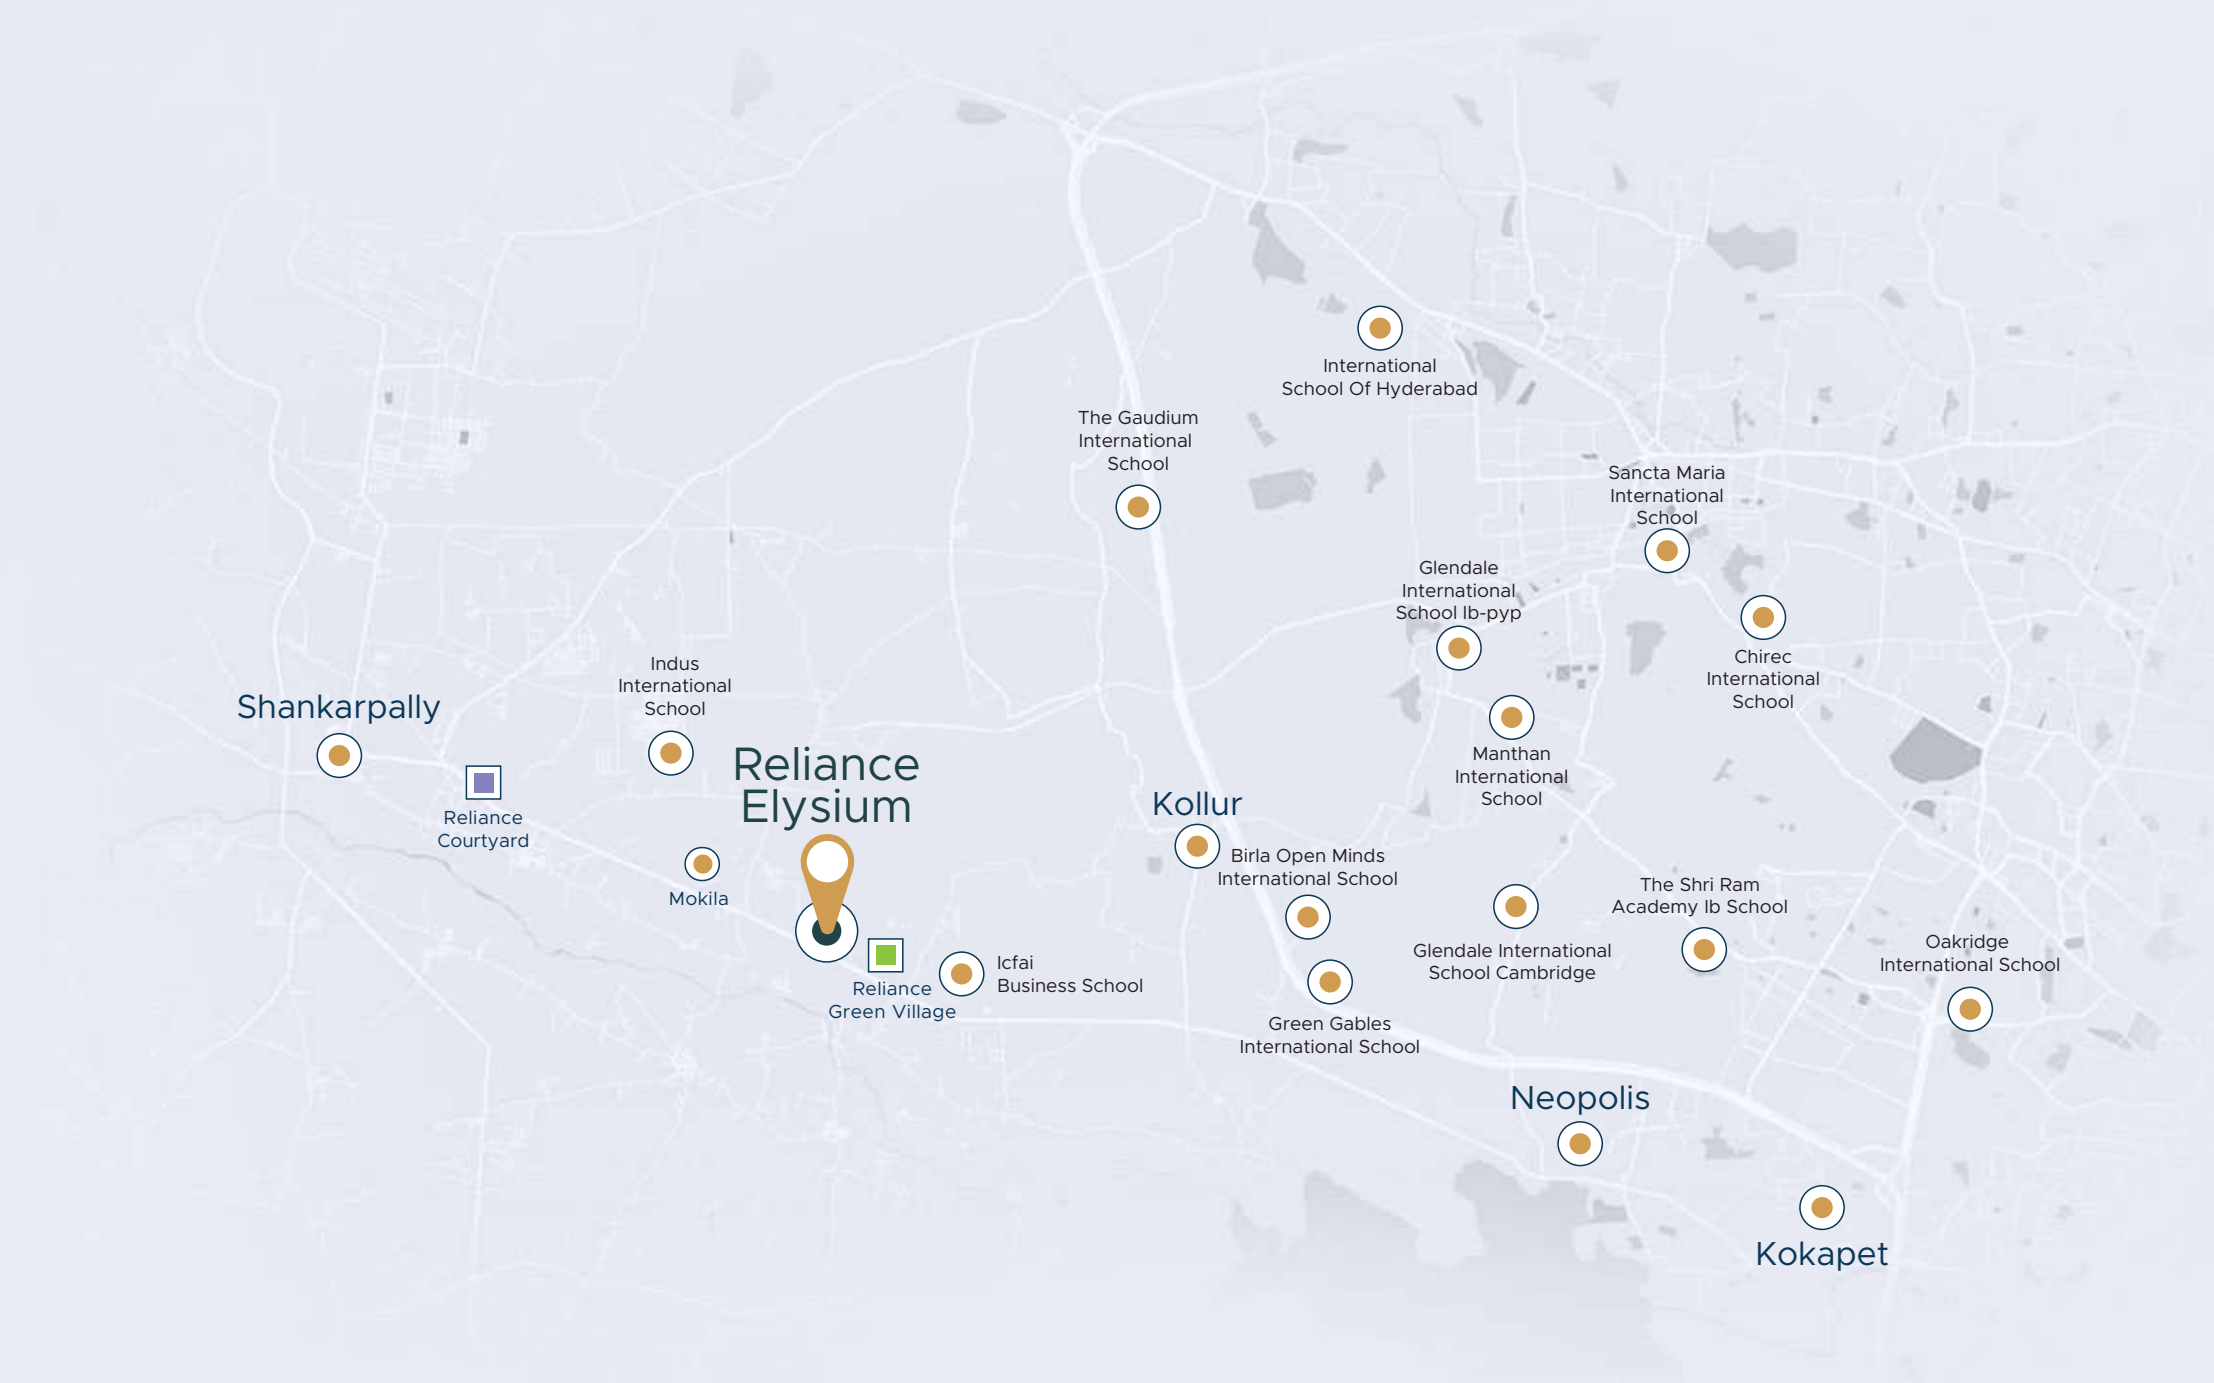 International
School Of Hyderabad
The Gaudium
International
School
Sancta Maria
International
School
Glendale
International
School Ib-pyp
Chirec
International
School
Indus
International
School
Shankarpally
Reliance
Elysium
Manthan
International
School
Kollur
Reliance
Courtyard
Birla Open Minds
International School
Mokila
The Shri Ram
Academy Ib School
Glendale International
School Cambridge
Oakridge
International School
Icfai
Business School
Reliance
Green Village
Green Gables
International School
Neopolis
Kokapet